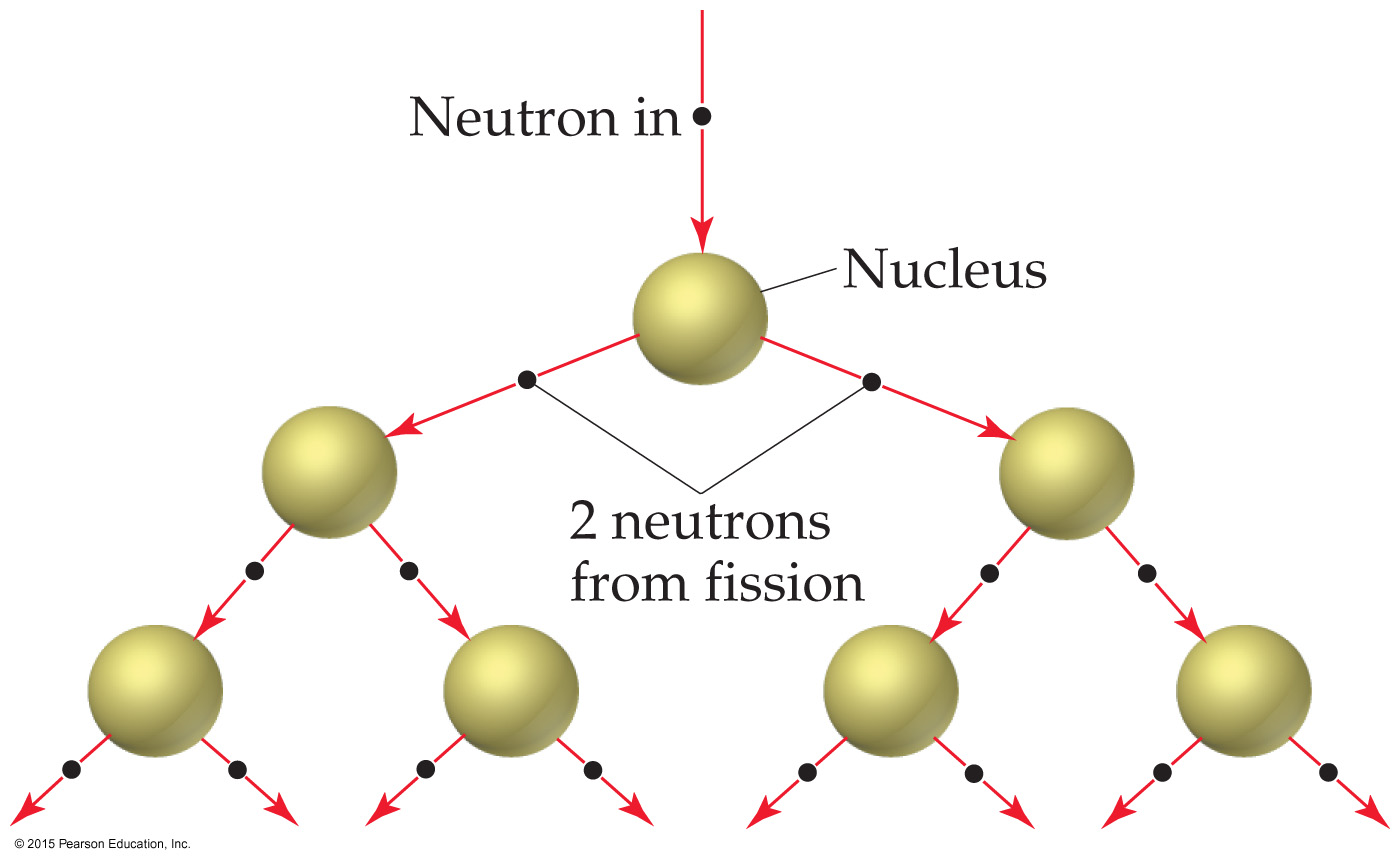 Neutron in
Nucleus
2 neutrons
from fission
© 2015 Pearson Education, Inc.